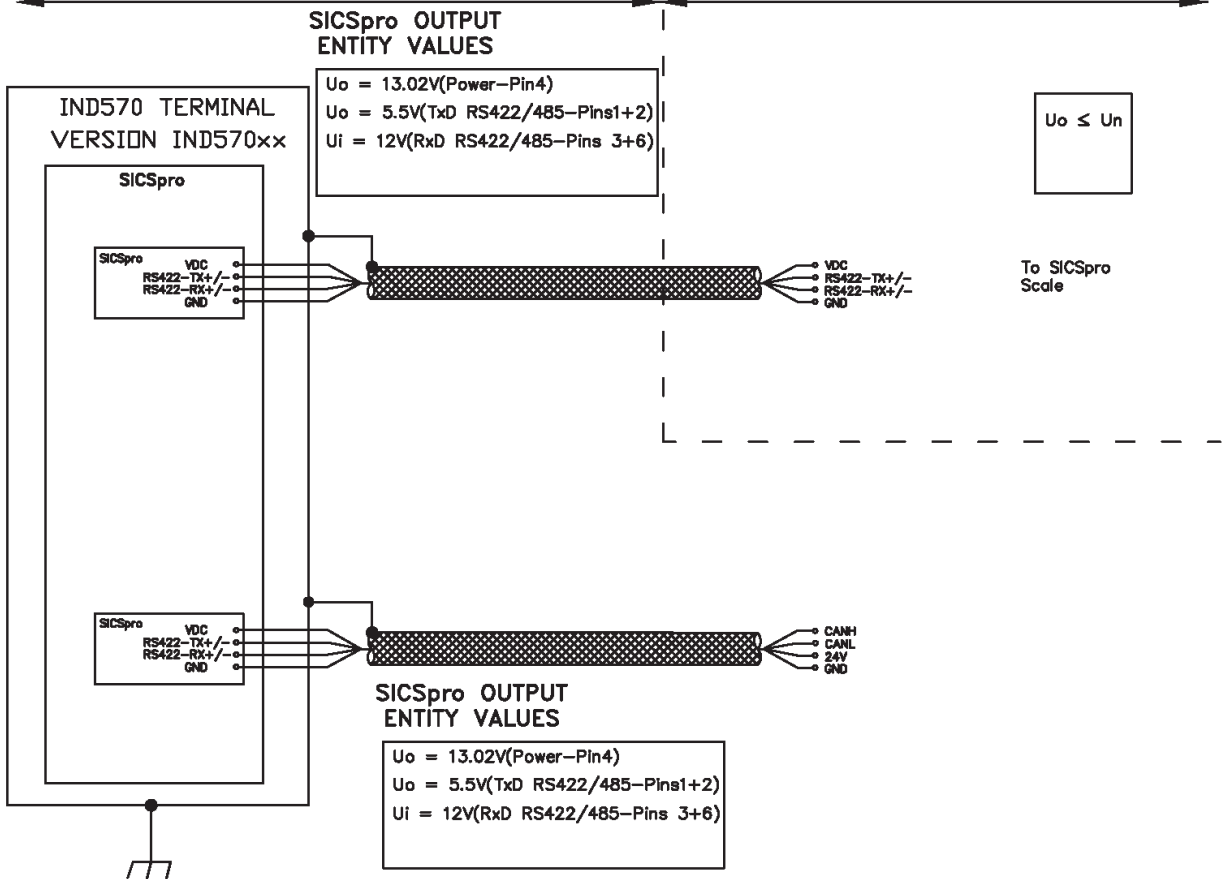 SICSpro OUTPUT
ENTITY VALUES
Uo = 13.02V(Power-Pin4)
Uo = 5.5V(TxD RS422/485-Pins1+2)
Ui = 12V(RxD RS422/485-Pins 3+6)
IND570 TERMINAL
VERSION IND570xx
SICSpro
SICSpro
VDC
RS422-TX+/-
RS422-RX+/-
GND
VDC
RS422-TX+/-
RS422-RX+/-
GND
Uo ≤ Un
To SICSpro
Scale
SICSpro
VDC
RS422-TX+/-
RS422-RX+/-
GND
CANH
CANL
24V
GND
SICSpro OUTPUT
ENTITY VALUES
Uo = 13.02V(Power-Pin4)
Uo = 5.5V(TxD RS422/485-Pins1+2)
Ui = 12V(RxD RS422/485-Pins 3+6)